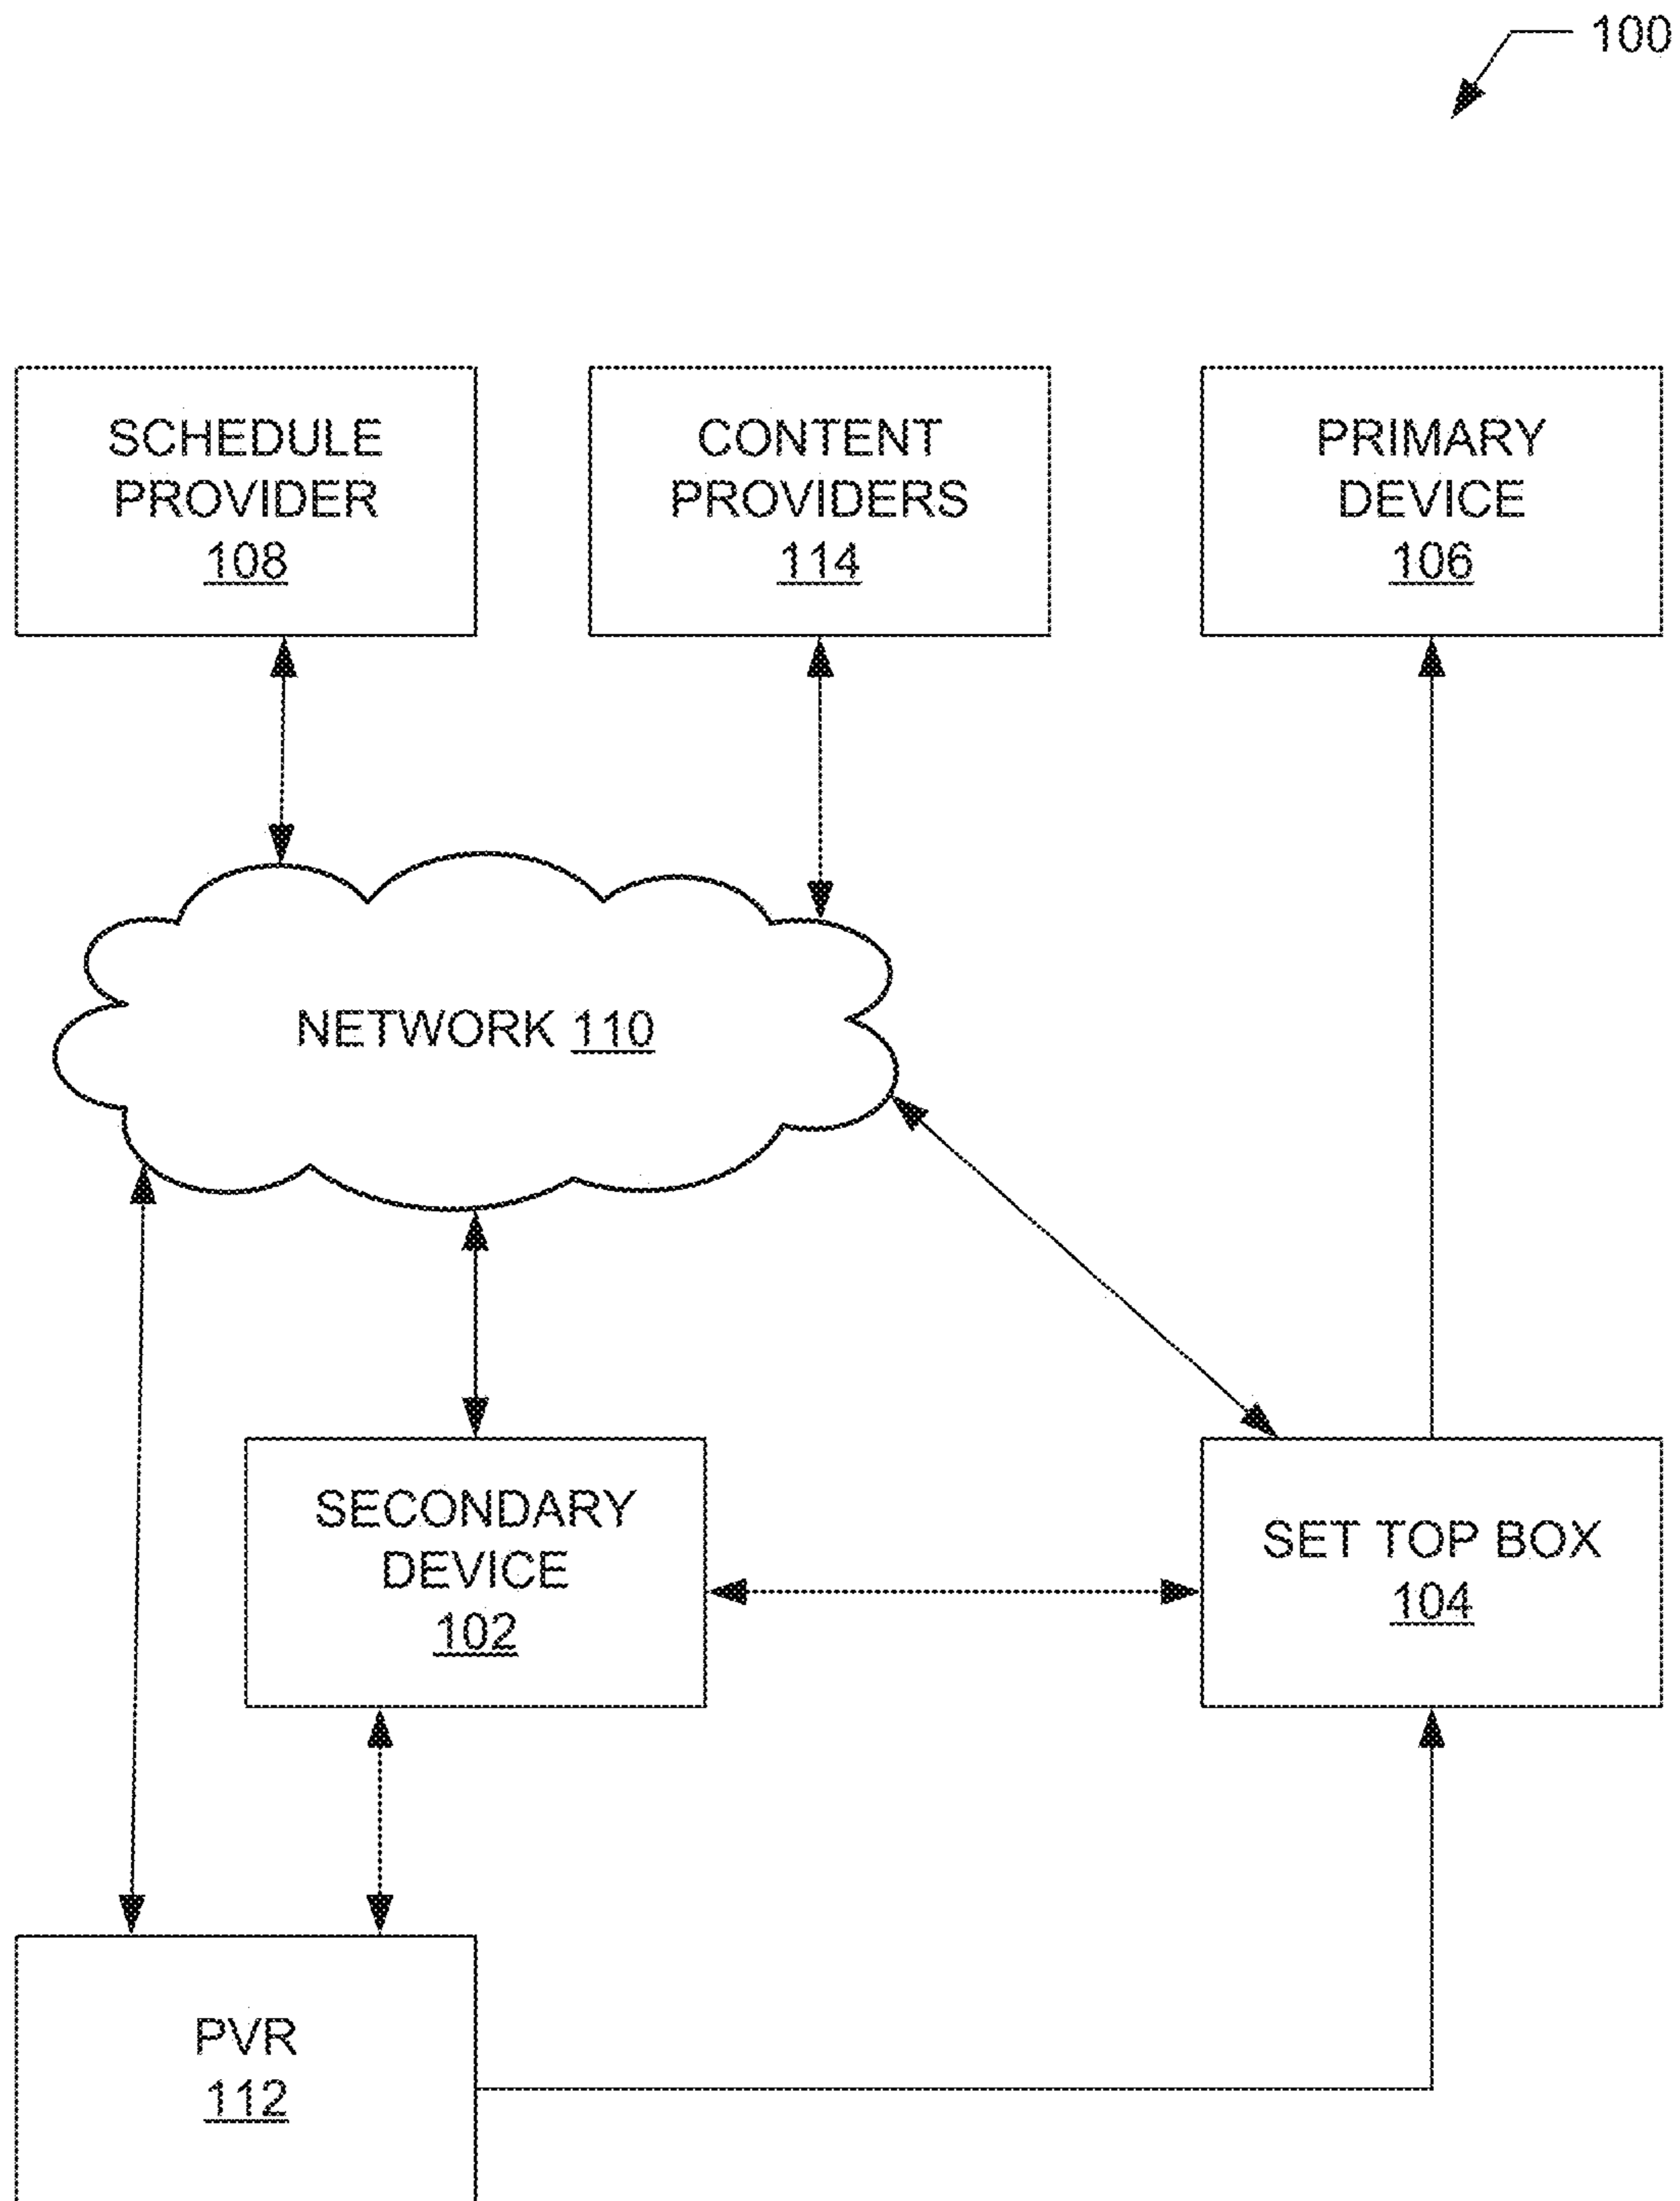 100
SCHEDULE
PROVIDER
108
CONTENT
PROVIDERS
114
PRIMARY
DEVICE
106
NETWORK 110
SECONDARY
DEVICE
102
SET TOP BOX
104
PVR
112